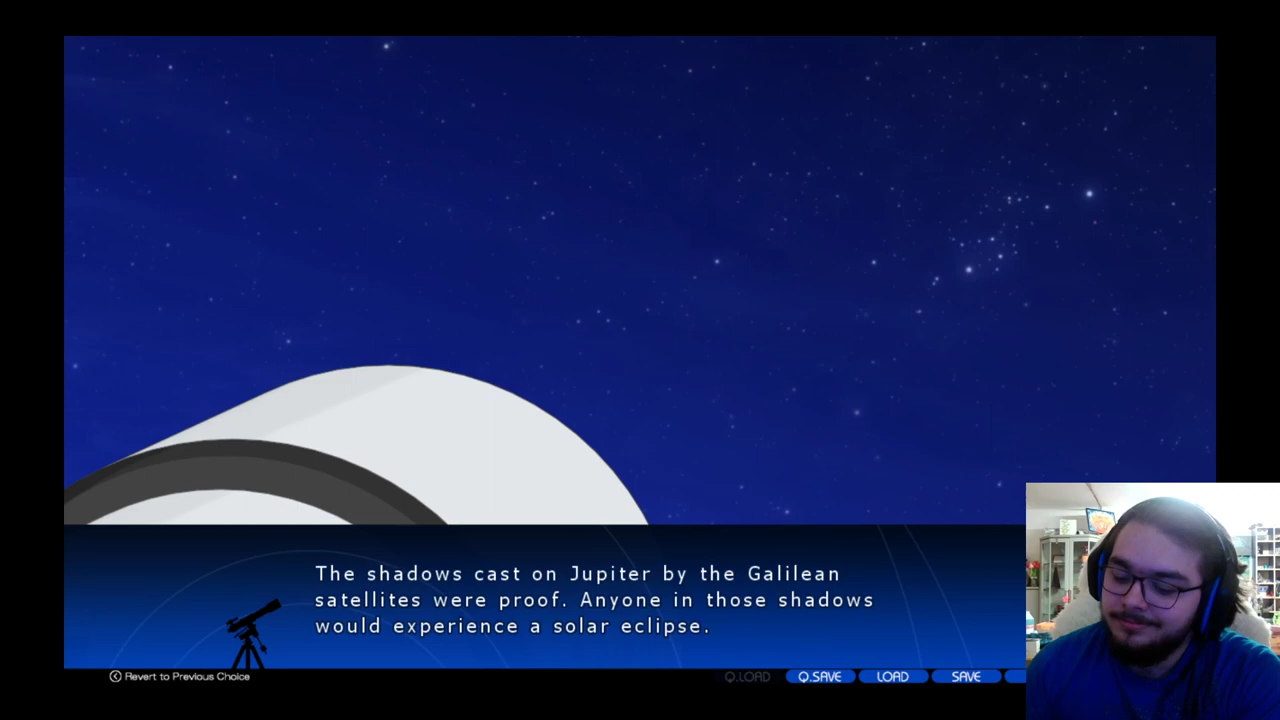 The shadows cast on Jupiter by the Galilean
satellites were proof. Anyone in those shadows
would experience a solar eclipse.
Revert to Previous Choice
Q.LOAD
Q.SAVE
LOAD
SAVE